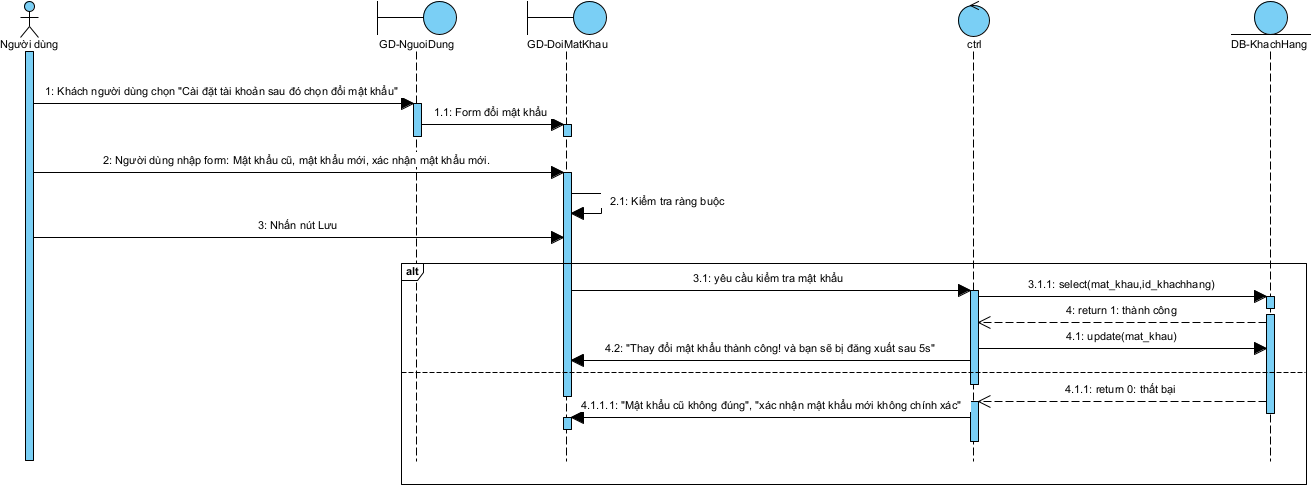 Người dùng
GD-NguoiDung
GD-DoiMatKhau
ctrl
DB-KhachHang
1: Khách người dùng chọn "Cài đặt tài khoản sau đó chọn đổi mật khẩu"
1.1: Form đổi mật khẩu
2: Người dùng nhập form: Mật khẩu cũ, mật khẩu mới, xác nhận mật khẩu mới.
2.1: Kiểm tra ràng buộc
3: Nhấn nút Lưu
alt
3.1: yêu cầu kiểm tra mật khẩu
3.1.1: select(mat_khau,id_khachhang)
4: return 1: thành công
4.1: update(mat_khau)
4.2: "Thay đổi mật khẩu thành công! và bạn sẽ bị đăng xuất sau 5s"
4.1.1: return 0: thất bại
4.1.1.1: "Mật khẩu cũ không đúng", "xác nhận mật khẩu mới không chính xác"